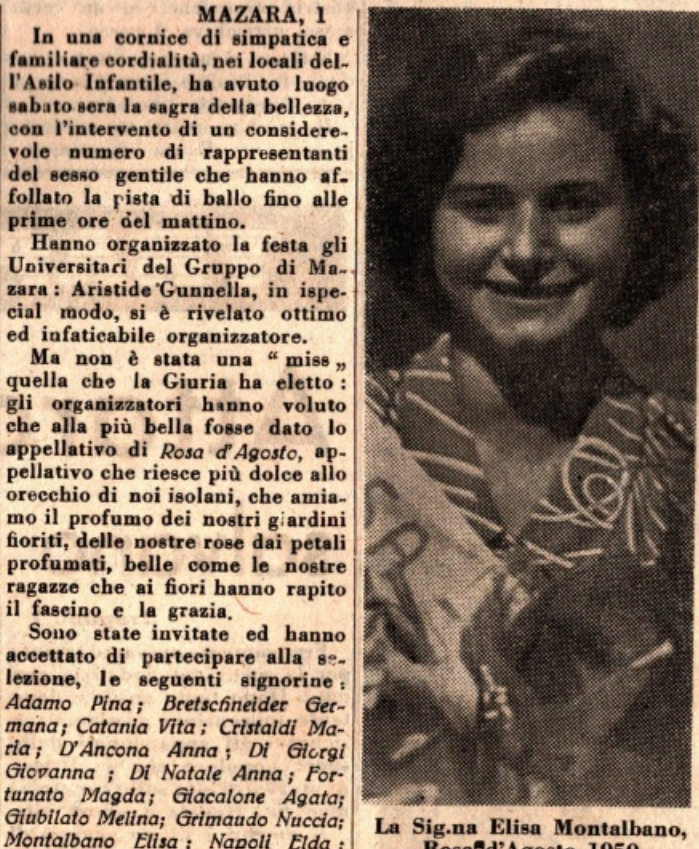 MAZARA, 1
In una cornice di simpatica e
familiare cordialità, nei locali del-
l'Asilo Infantile, ha avuto luogo
sabato sera la sagra della bellezza,
con l'intervento di un considere-
vole numero di rappresentanti
del sesso gentile che hanno af-
follato la pista di ballo fino alle
prime ore del mattino.
Hanno organizzato la festa gli
Universitari del Gruppo di Ma-
zara: Aristide Gunnella, in ispe-
cial modo, si è rivelato ottimo
ed infaticabile organizzatore.
Ma non è stata una “ miss „
quella che la Giuria ha eletto:
gli organizzatori hanno voluto
che alla più bella fosse dato lo
appellativo di Rosa d'Agosto, ap-
pellativo che riesce più dolce allo
orecchio di noi isolani, che amia-
mo il profumo dei nostri giardini
fioriti, delle nostre rose dai petali
profumati, belle come le nostre
ragazze che ai fiori hanno rapito
il fascino e la grazia.
Sono state invitate ed hanno
accettato di partecipare alla se-
lezione, le seguenti signorine:
Adamo Pina; Bretschneider Ger-
mana; Catania Vita; Cristaldi Ma-
ria; D'Ancona Anna; Di Giorgi
Giovanna; Di Natale Anna; For-
tunato Magda; Giacalone Agata;
Giubilato Melina; Grimaudo Nuccia;
Montalbano Elisa; Napoli Elda;
La Sig.na Elisa Montalbano,
Rosa d'Agosto 1950